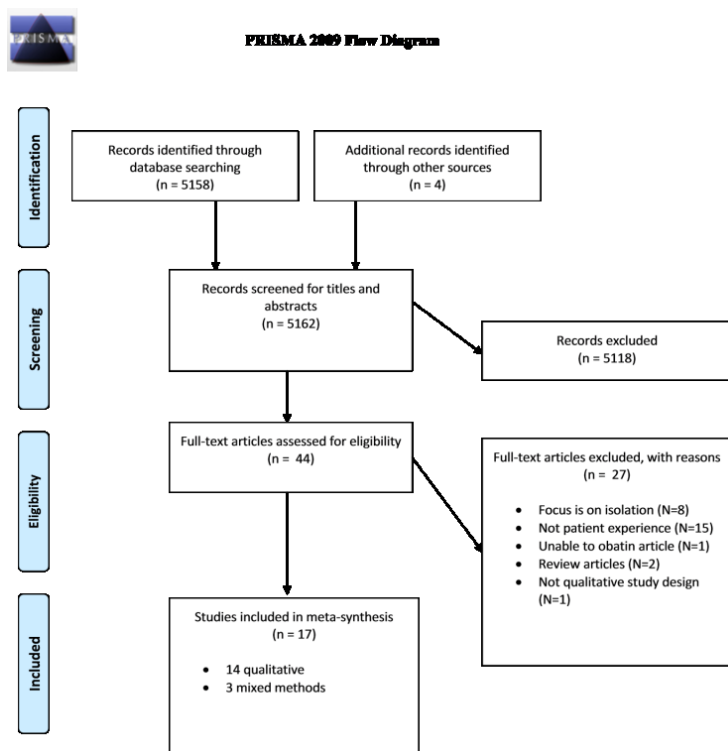 PRISMA
PRISMA 2009 Flow Diagram
Identification
Records identified through
database searching
(n = 5158)
Additional records identified
through other sources
(n = 4)
Screening
Records screened for titles and
abstracts
(n = 5162)
Records excluded
(n = 5118)
Eligibility
Full-text articles assessed for eligibility
(n = 44)
Full-text articles excluded, with reasons
(n = 27)
• Focus is on isolation (N=8)
• Not patient experience (N=15)
• Unable to obatin article (N=1)
• Review articles (N=2)
• Not qualitative study design
(N=1)
Included
Studies included in meta-synthesis
(n = 17)
• 14 qualitative
• 3 mixed methods